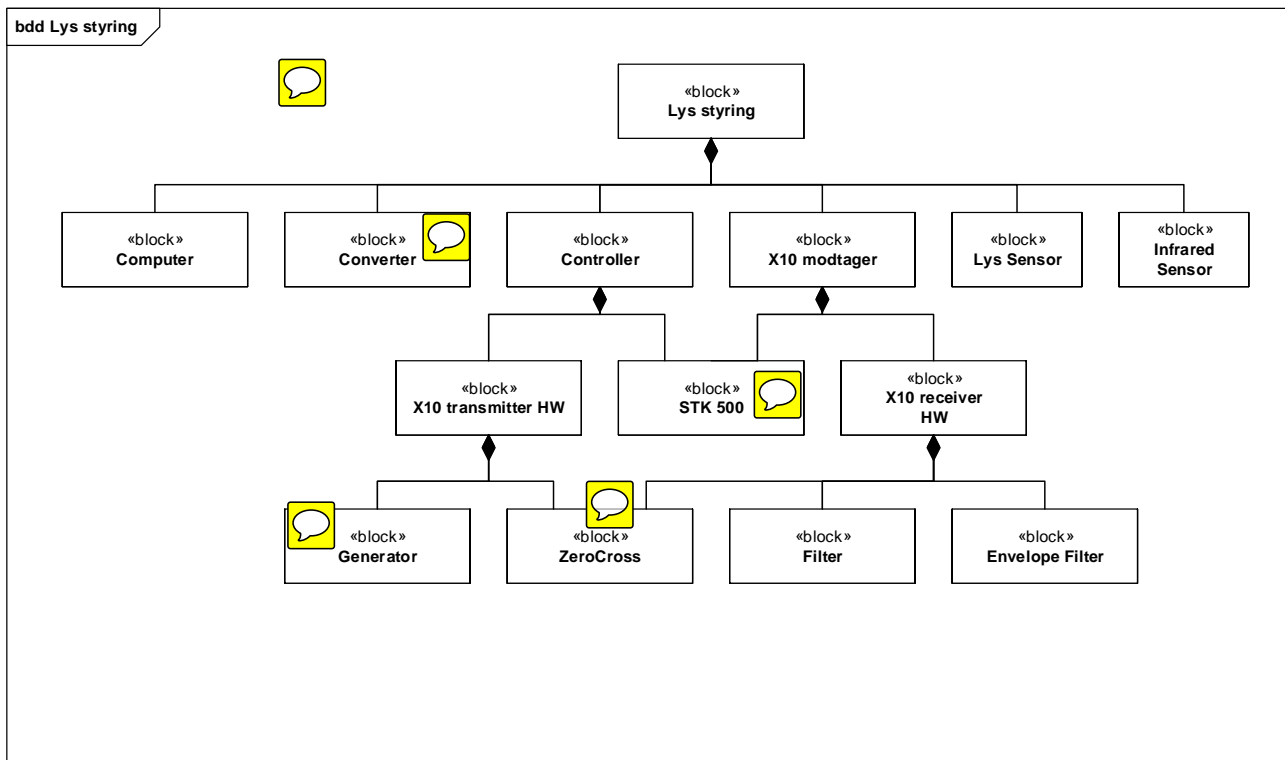 bdd Lys styring
«block»
Lys styring
«block»
Computer
«block»
Converter
«block»
Controller
«block»
X10 modtager
«block»
Lys Sensor
«block»
Infrared
Sensor
«block»
X10 transmitter HW
«block»
STK 500
«block»
X10 receiver
HW
«block»
Generator
«block»
ZeroCross
«block»
Filter
«block»
Envelope Filter